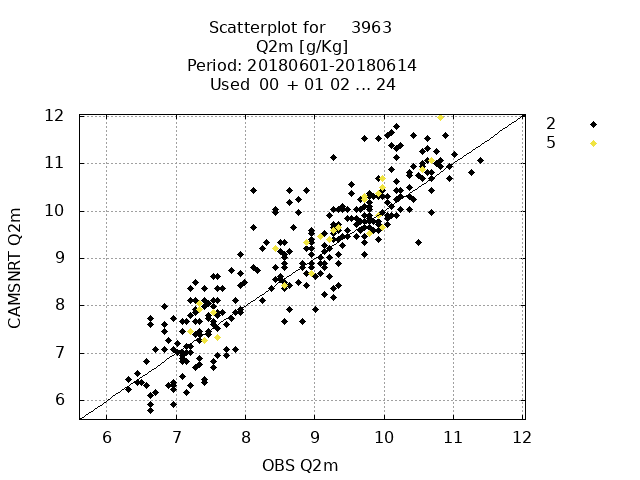 Scatterplot for 3963
Q2m [g/Kg]
Period: 20180601-20180614
Used 00 + 01 02 ... 24
12
11
10
9
8
7
6
CAMSNRT Q2m
2
5
6 7 8 9 10 11 12
OBS Q2m